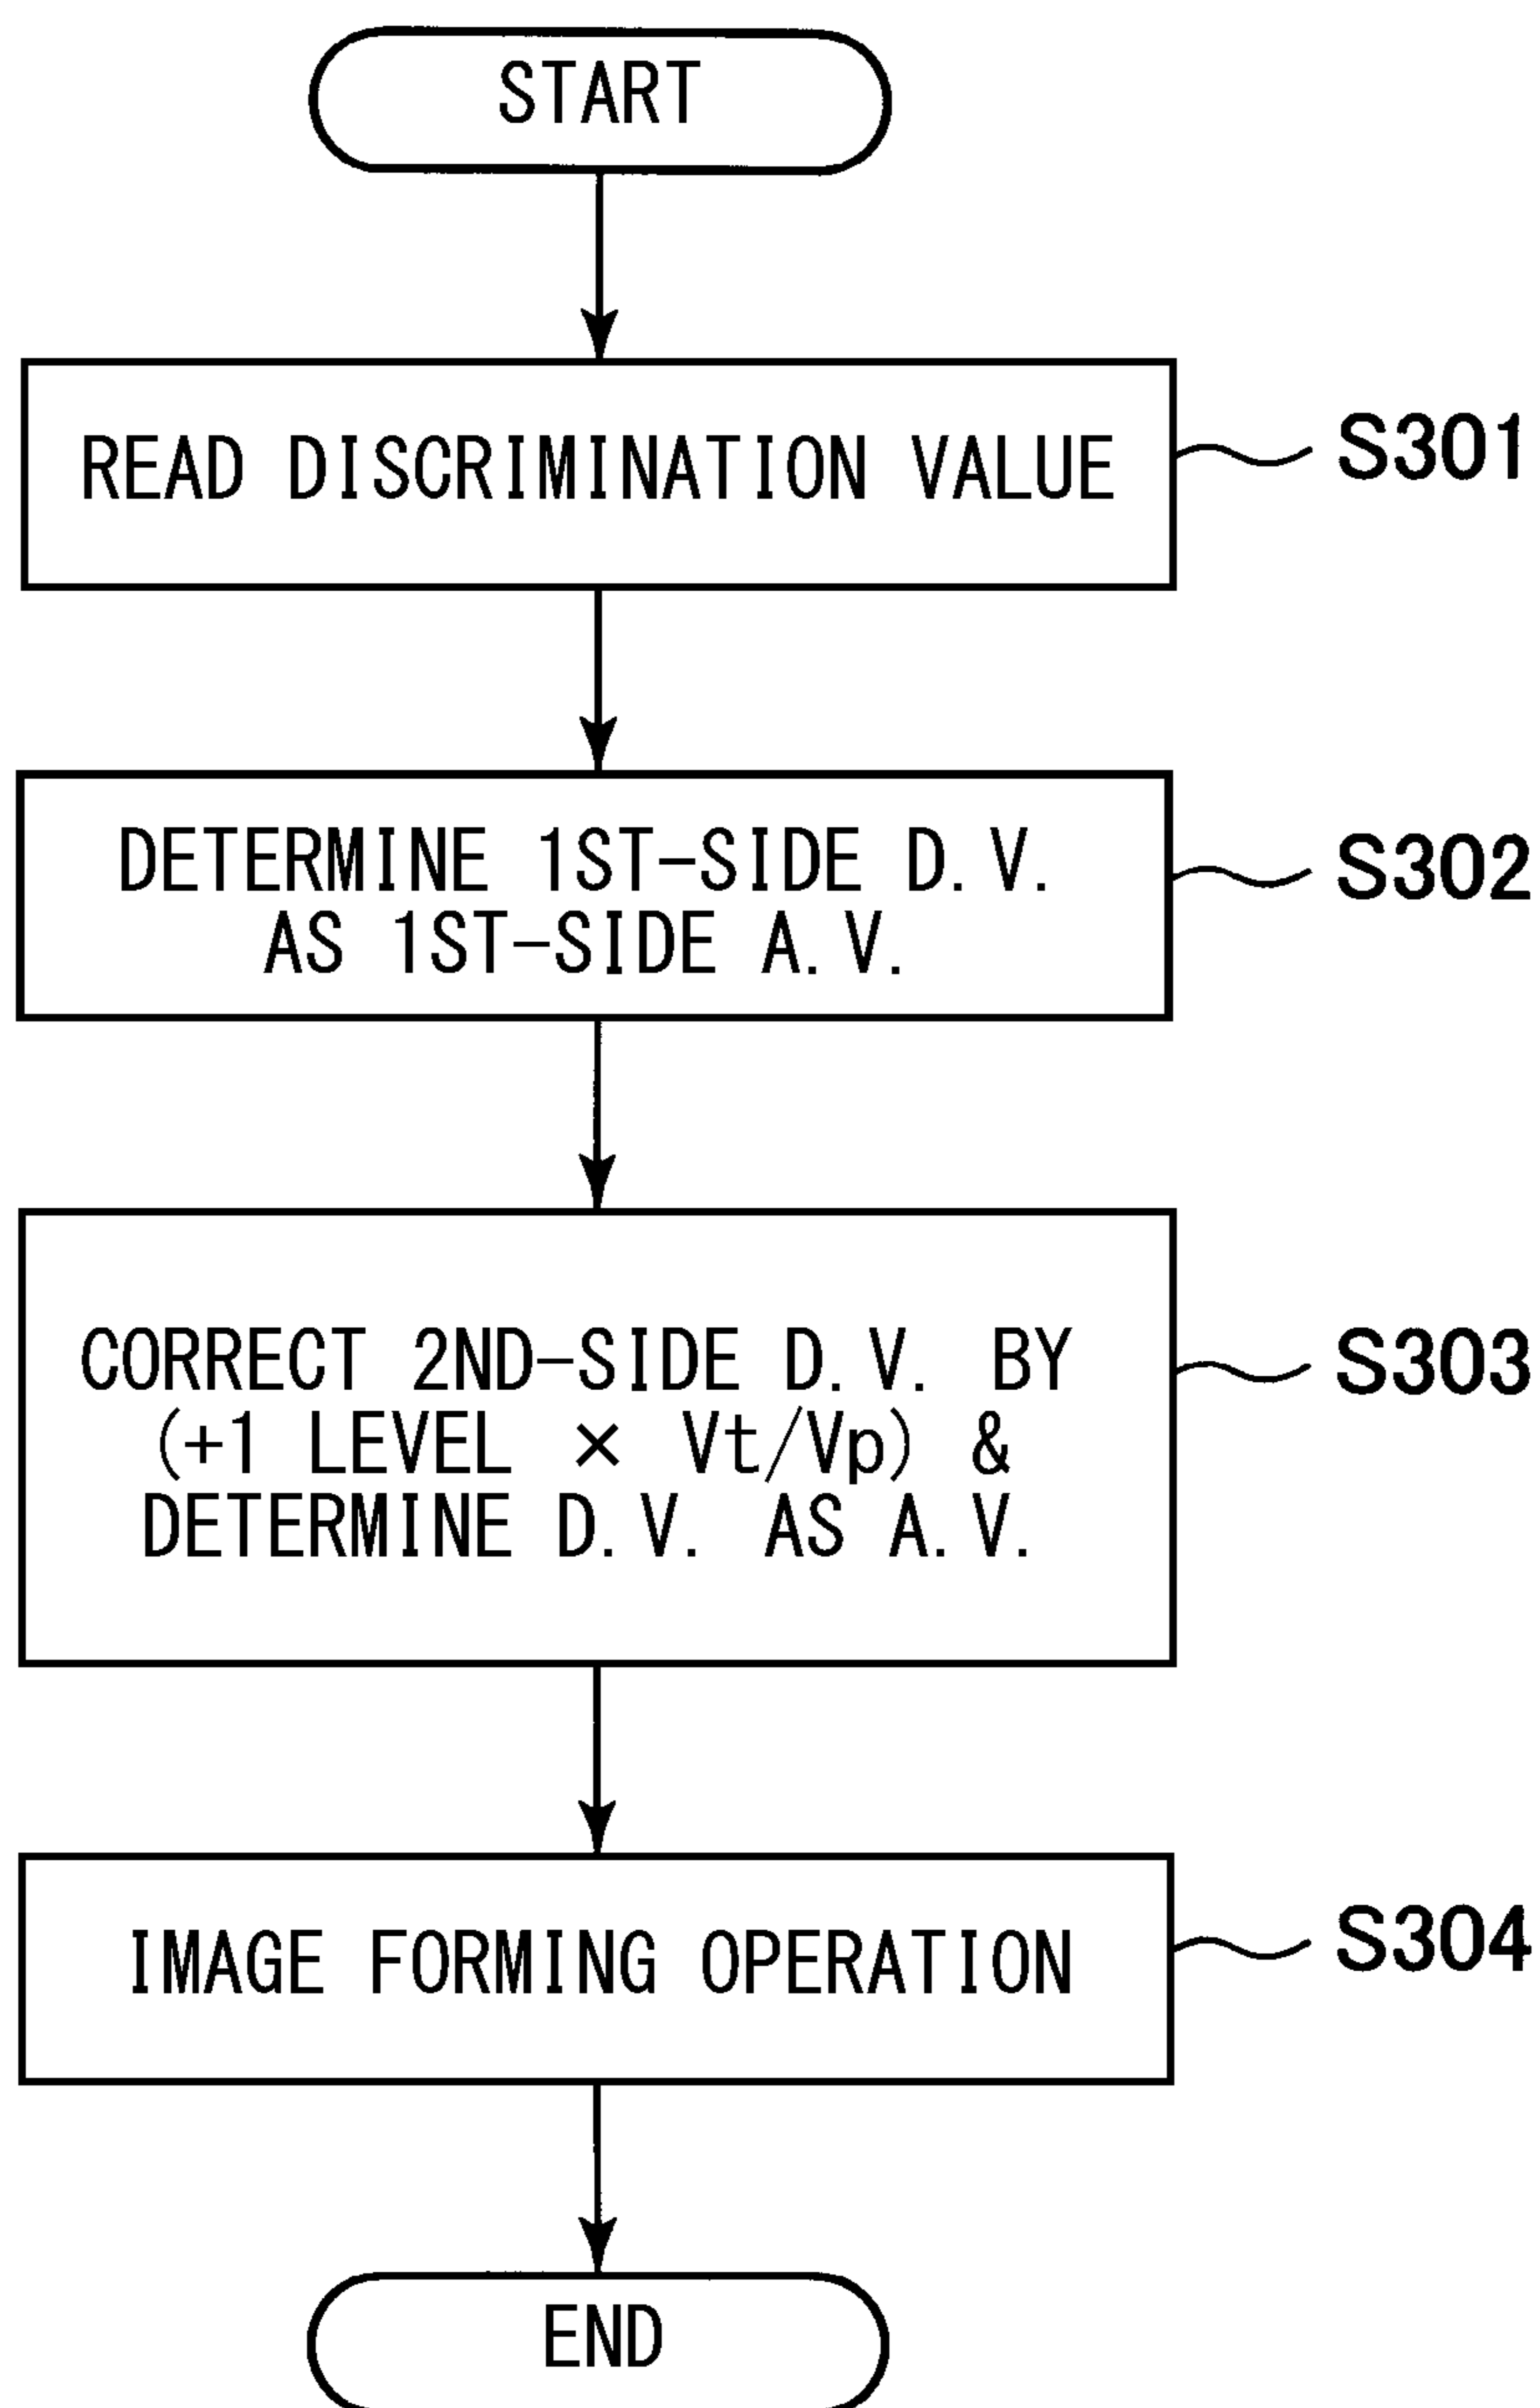 START
READ DISCRIMINATION VALUE
S301
DETERMINE 1ST-SIDE D.V.
AS 1ST-SIDE A.V.
S302
CORRECT 2ND-SIDE D.V. BY
(+1 LEVEL × Vt/Vp) &
DETERMINE D.V. AS A.V.
S303
IMAGE FORMING OPERATION
S304
END